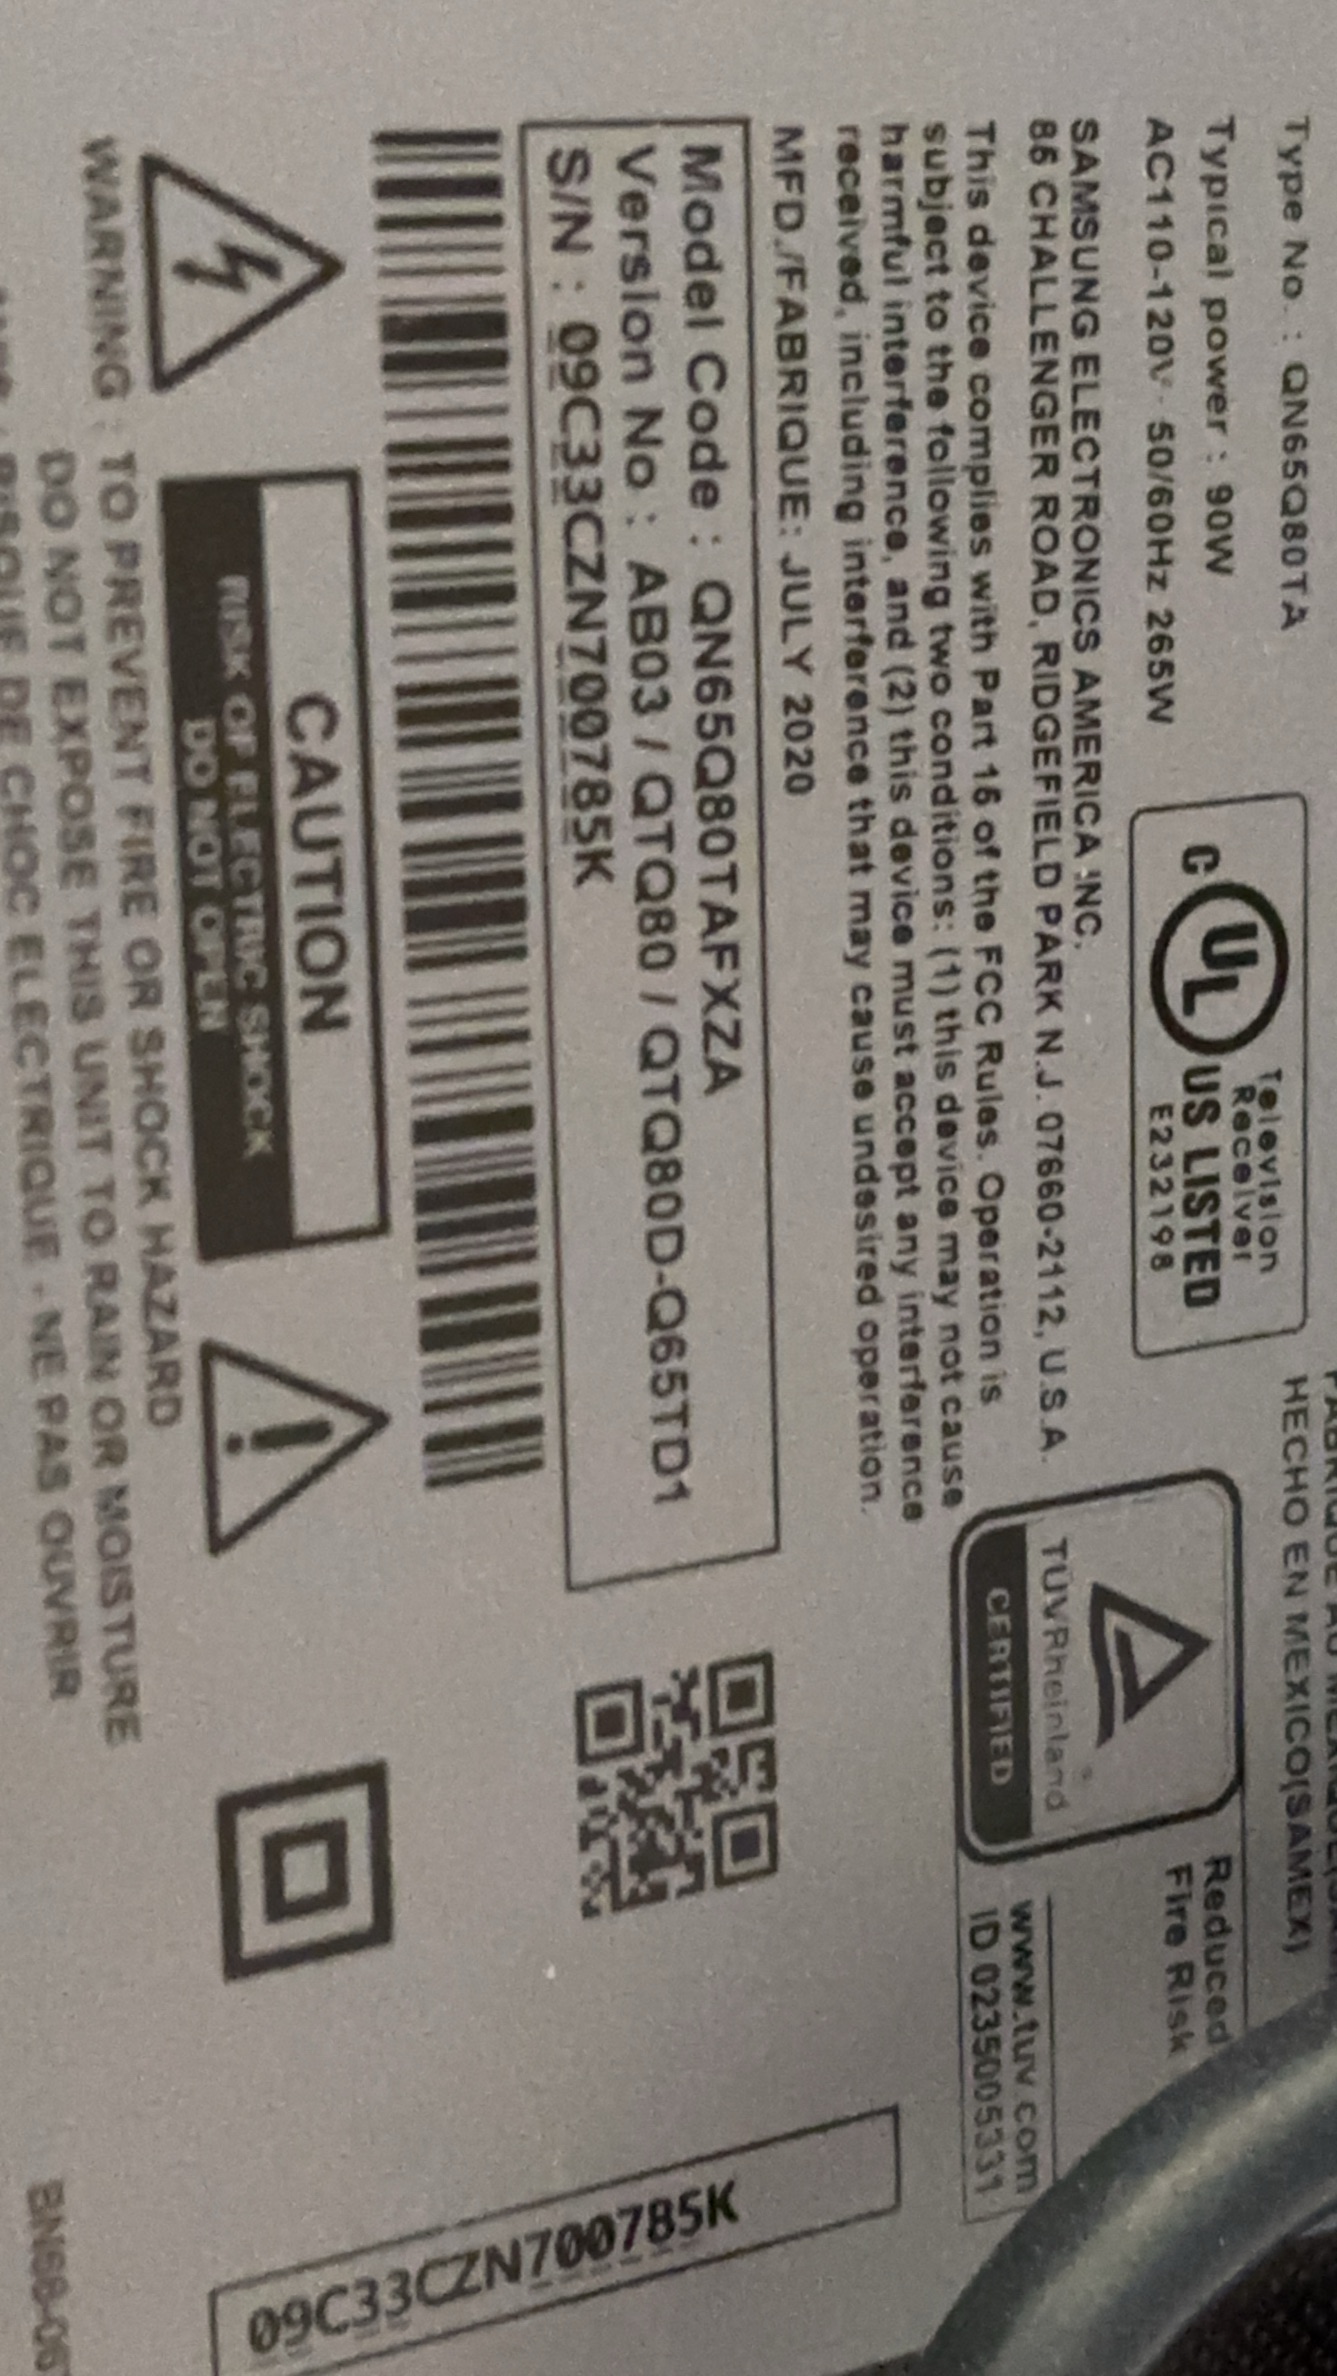 Type No. : QN65Q80TA
Typical power : 90W
AC110-120V~ 50/60Hz 265W
C UL US LISTED
Television
Receiver
E232198
HECHO EN MEXICO(SAMEX)
SAMSUNG ELECTRONICS AMERICA INC.
85 CHALLENGER ROAD, RIDGEFIELD PARK N.J. 07660-2112, U.S.A.
This device complies with Part 15 of the FCC Rules. Operation is
subject to the following two conditions: (1) this device may not cause
harmful interference, and (2) this device must accept any interference
received, including interference that may cause undesired operation.
TÜVRheinland
CERTIFIED
Reduced
Fire Risk
www.tuv.com
ID 0235005331
MFD./FABRIQUE: JULY 2020
Model Code : QN65Q80TAFXZA
Version No : AB03 / QTQ80 / QTQ80D-Q65TD1
S/N : 09C33CZN700785K
CAUTION
RISK OF ELECTRIC SHOCK
DO NOT OPEN
WARNING : TO PREVENT FIRE OR SHOCK HAZARD
DO NOT EXPOSE THIS UNIT TO RAIN OR MOISTURE
RISQUE DE CHOC ELECTRIQUE - NE PAS OUVRIR
09C33CZN700785K